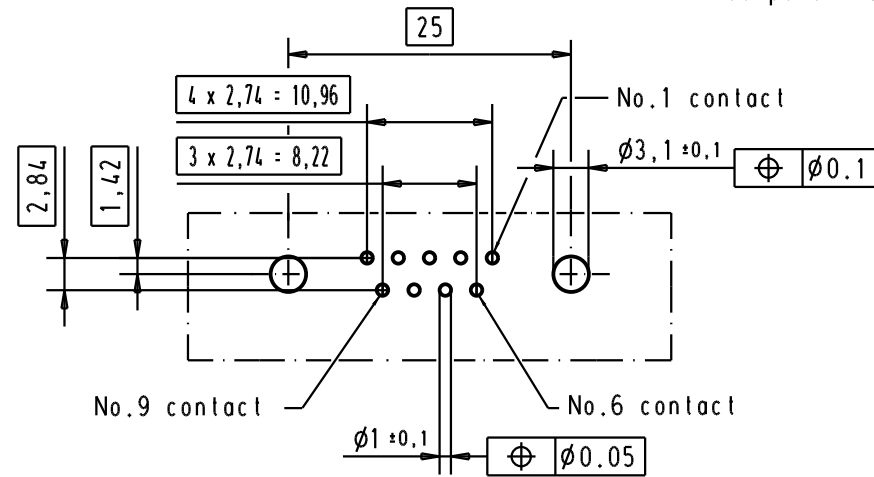 25
4 x 2,74 = 10,96
No.1 contact
3 x 2,74 = 8,22
Ø3,1 ±0,1
⌖ Ø0.1
2,84
1,42
No.9 contact
No.6 contact
Ø1 ±0,1
⌖ Ø0.05